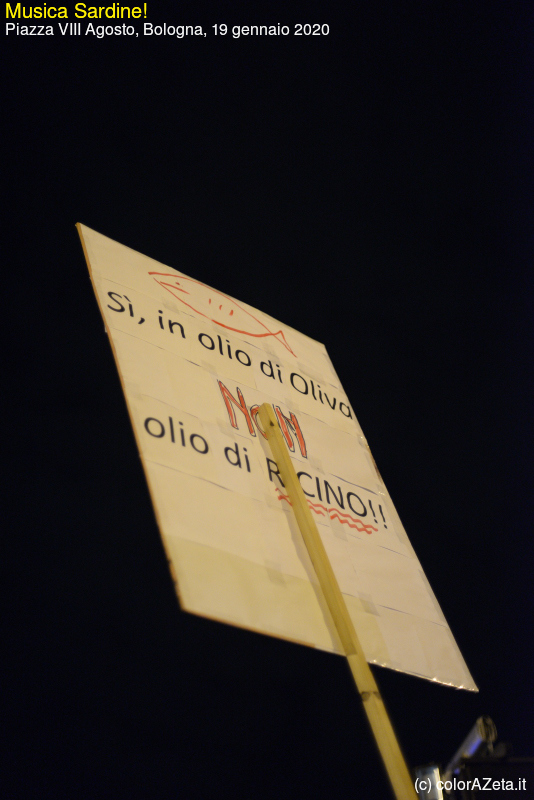 Musica Sardine!
Piazza VIII Agosto, Bologna, 19 gennaio 2020
sì, in olio di Oliva
NON
olio di RICINO!!
(c) colorAZeta.it